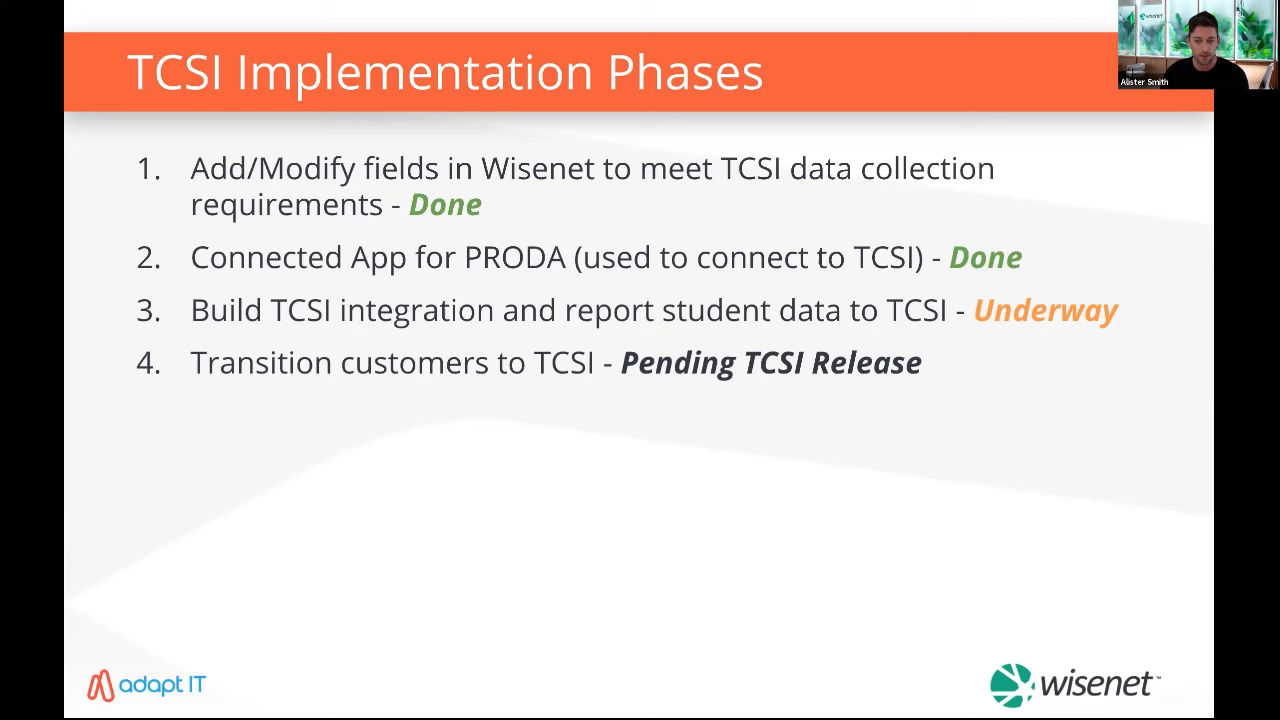 wisenet
Alister Smith
TCSI Implementation Phases
1. Add/Modify fields in Wisenet to meet TCSI data collection
requirements - Done
2. Connected App for PRODA (used to connect to TCSI) - Done
3. Build TCSI integration and report student data to TCSI - Underway
4. Transition customers to TCSI - Pending TCSI Release
adapt IT
wisenet™